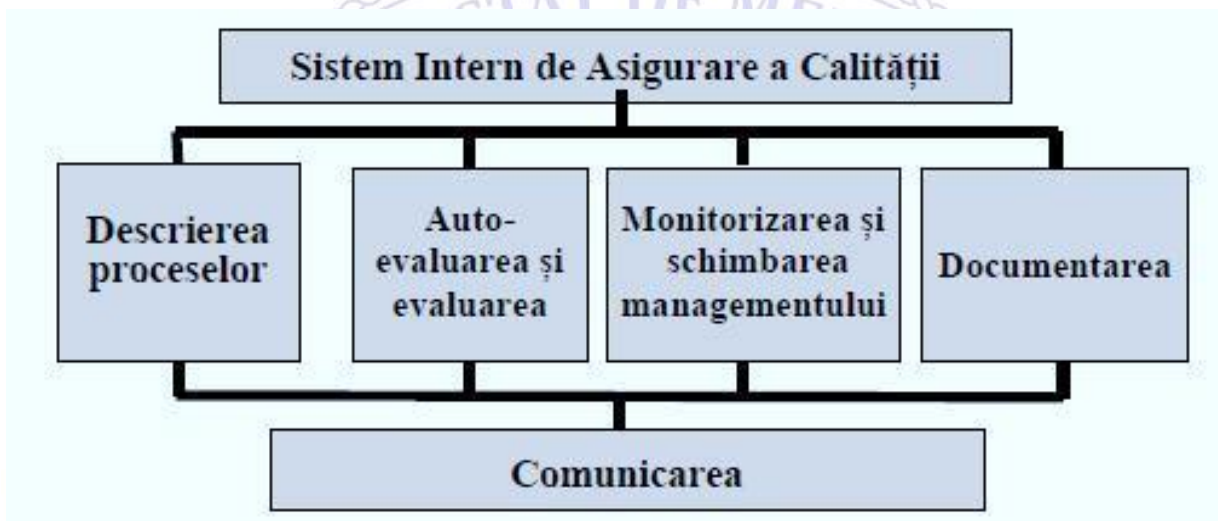 Sistem Intern de Asigurare a Calității
Descrierea
proceselor
Auto-
evaluarea și
evaluarea
Monitorizarea și
schimbarea
managementului
Documentarea
Comunicarea